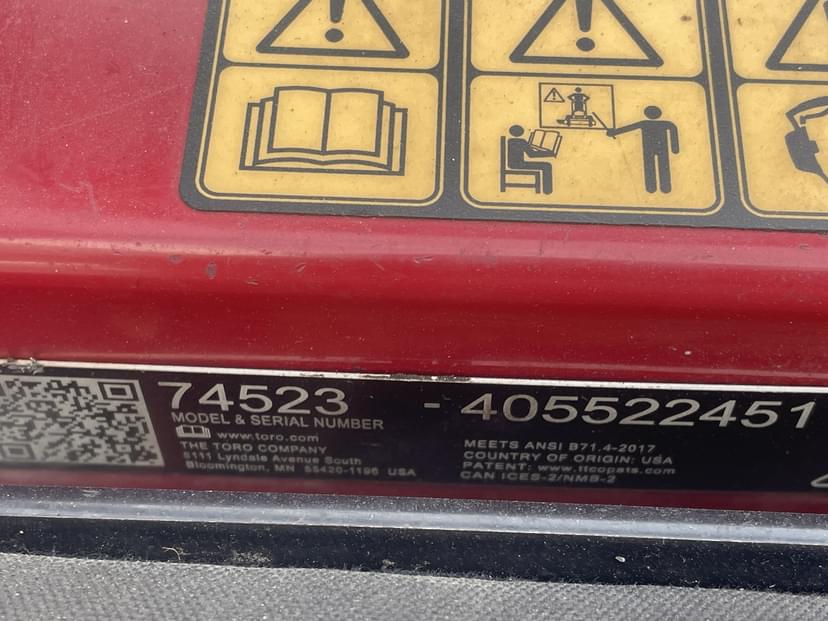 74523 - 405522451
MODEL & SERIAL NUMBER
www.toro.com
THE TORO COMPANY
8111 Lyndale Avenue South
Bloomington, MN 55420-1196 USA
MEETS ANSI B71.4-2017
COUNTRY OF ORIGIN: USA
PATENT: www.ttcopats.com
CAN ICES-2/NMB-2